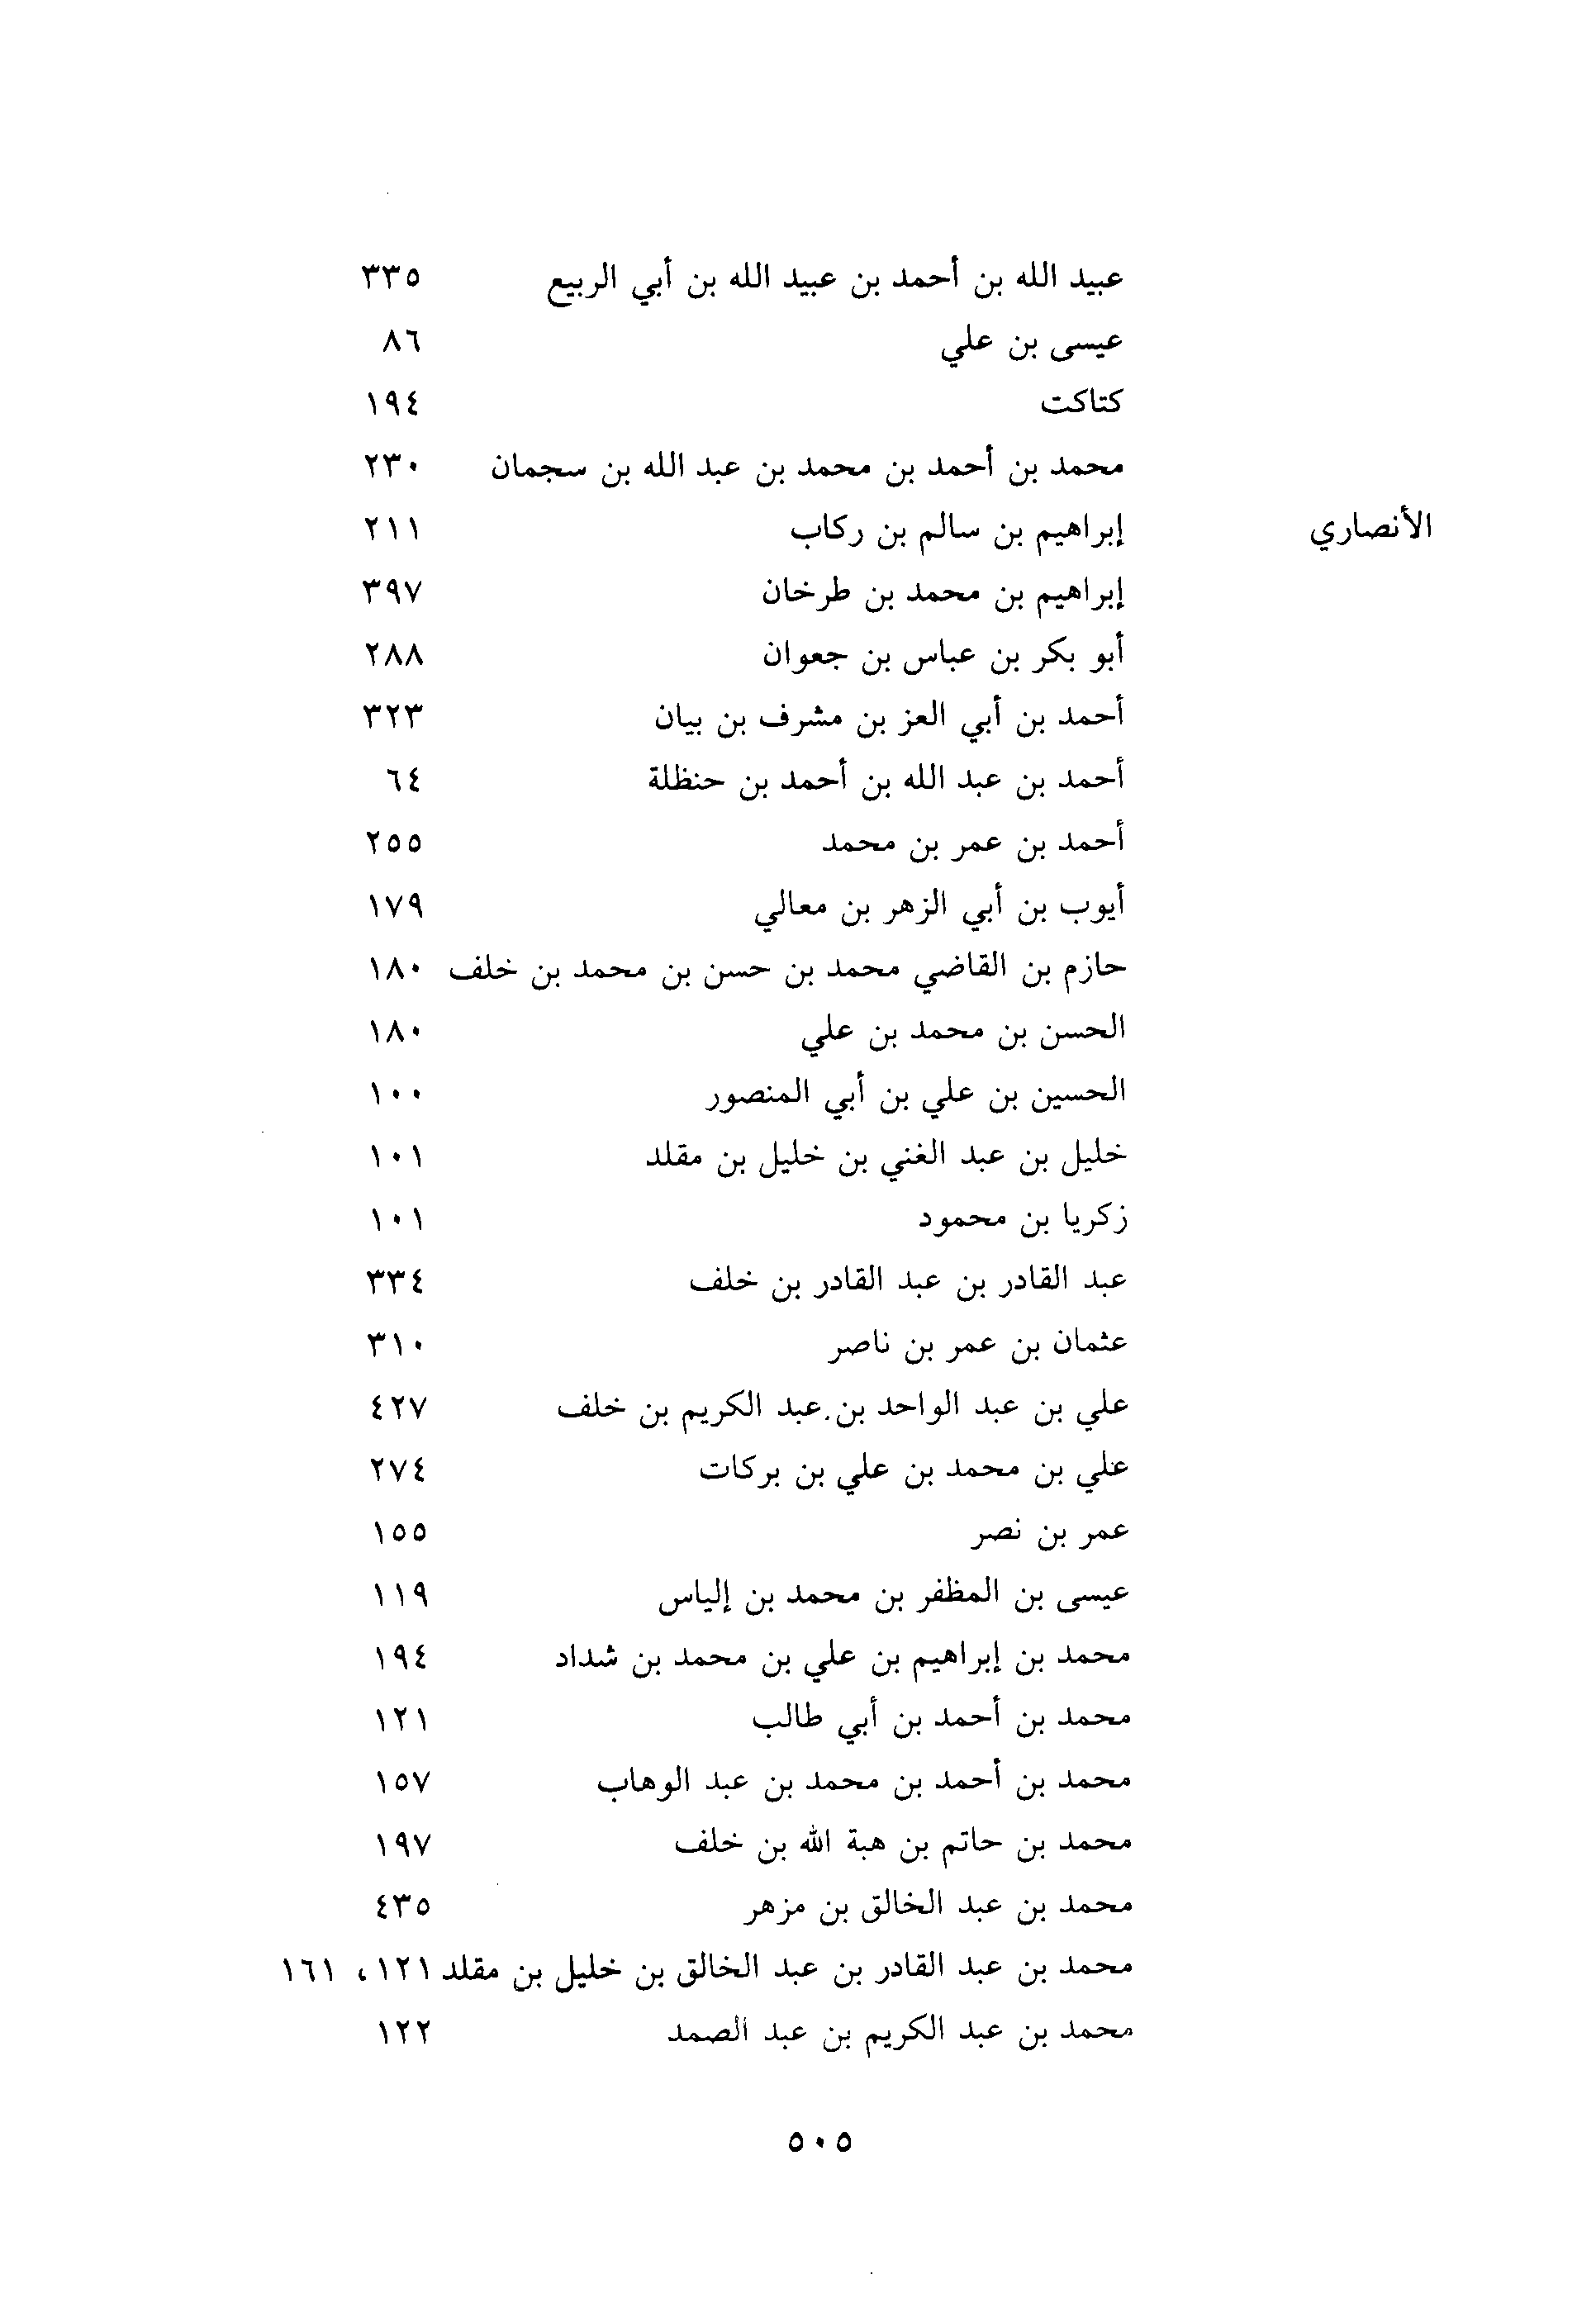 عبيد الله بن أحمد بن عبيد الله بن أبي الربيع ٣٣٥
عيسى بن علي ٨٦
كتاكت ١٩٤
محمد بن أحمد بن محمد بن عبد الله بن سجمان ٢٣٠
الأنصاري إبراهيم بن سالم بن ركاب ٢١١
إبراهيم بن محمد بن طرخان ٣٩٧
أبو بكر بن عباس بن جعوان ٢٨٨
أحمد بن أبي العز بن مشرف بن بيان ٣٢٣
أحمد بن عبد الله بن أحمد بن حنظلة ٦٤
أحمد بن عمر بن محمد ٢٥٥
أيوب بن أبي الزهر بن معالي ١٧٩
حازم بن القاضي محمد بن حسن بن محمد بن خلف ١٨٠
الحسن بن محمد بن علي ١٨٠
الحسين بن علي بن أبي المنصور ١٠٠
خليل بن عبد الغني بن خليل بن مقلد ١٠١
زكريا بن محمود ١٠١
عبد القادر بن عبد القادر بن خلف ٣٣٤
عثمان بن عمر بن ناصر ٣١٠
علي بن عبد الواحد بن عبد الكريم بن خلف ٤٢٧
علي بن محمد بن علي بن بركات ٢٧٤
عمر بن نصر ١٥٥
عيسى بن المظفر بن محمد بن إلياس ١١٩
محمد بن إبراهيم بن علي بن محمد بن شداد ١٩٤
محمد بن أحمد بن أبي طالب ١٢١
محمد بن أحمد بن محمد بن عبد الوهاب ١٥٧
محمد بن حاتم بن هبة الله بن خلف ١٩٧
محمد بن عبد الخالق بن مزهر ٤٣٥
محمد بن عبد القادر بن عبد الخالق بن خليل بن مقلد ١٢١، ١٦١
محمد بن عبد الكريم بن عبد الصمد ١٢٢
٥٠٥